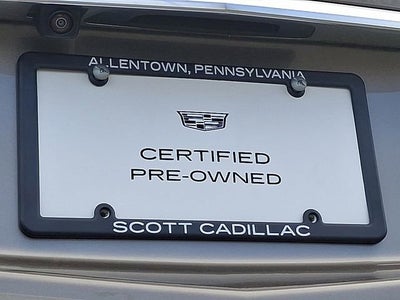 ALLENTOWN, PENNSYLVANIA
CERTIFIED
PRE-OWNED
SCOTT CADILLAC